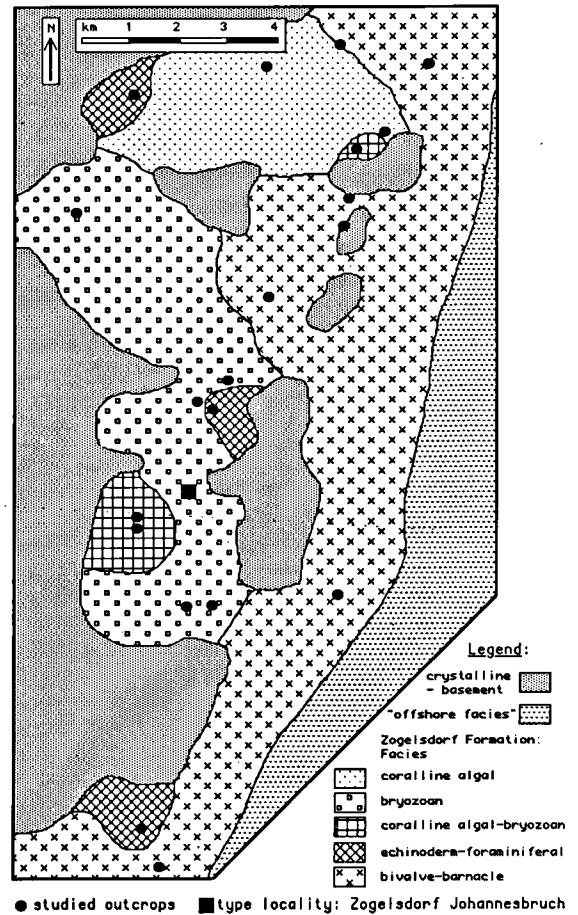 N
km 1 2 3 4
Legend:
crystalline
- basement
"offshore facies"
Zogelsdorf Formation:
Facies
coralline algal
bryozoan
coralline algal-bryozoan
echinoderm-foraminiferal
bivalve-barnacle
studied outcrops type locality: Zogelsdorf Johannesbruch